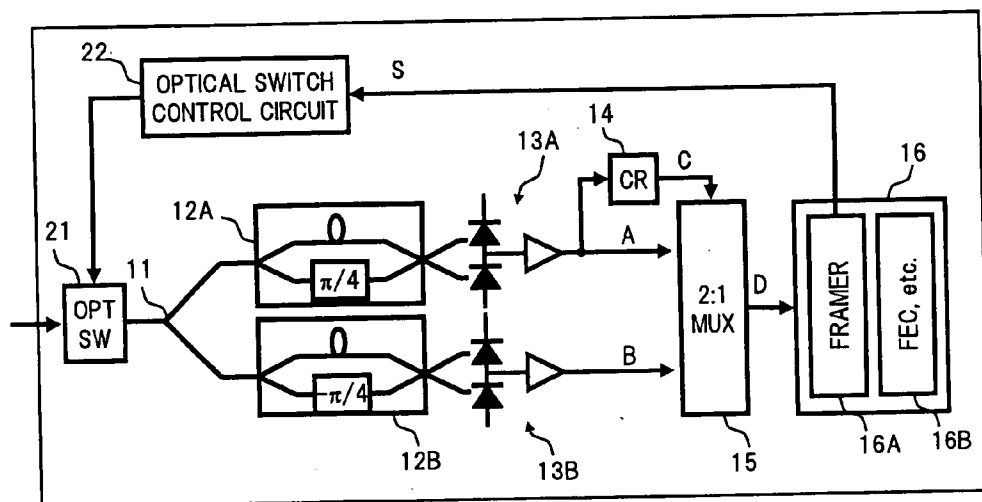 22
OPTICAL SWITCH
CONTROL CIRCUIT
S
14
13A
CR
C
16
12A
21
11
π/4
A
OPT
SW
2:1
MUX
D
FRAMER
FEC, etc.
-π/4
B
12B
13B
15
16A
16B